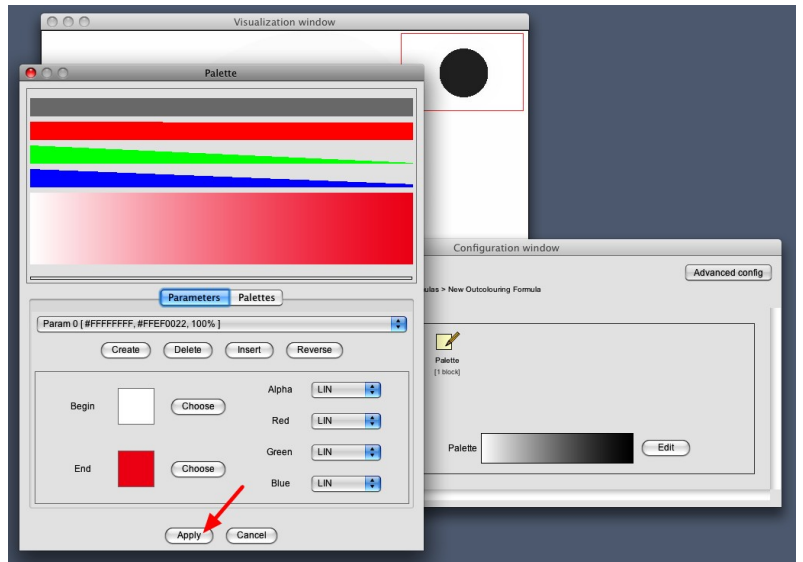 Visualization window
Palette
Parameters Palettes
Param 0 [ #FFFFFFFF, #FFEF0022, 100% ]
Create Delete Insert Reverse
Begin Choose
Alpha LIN
Red LIN
End Choose
Green LIN
Blue LIN
Apply Cancel
Configuration window
Advanced config
> New Outcolouring Formula
Palette
[1 block]
Palette Edit